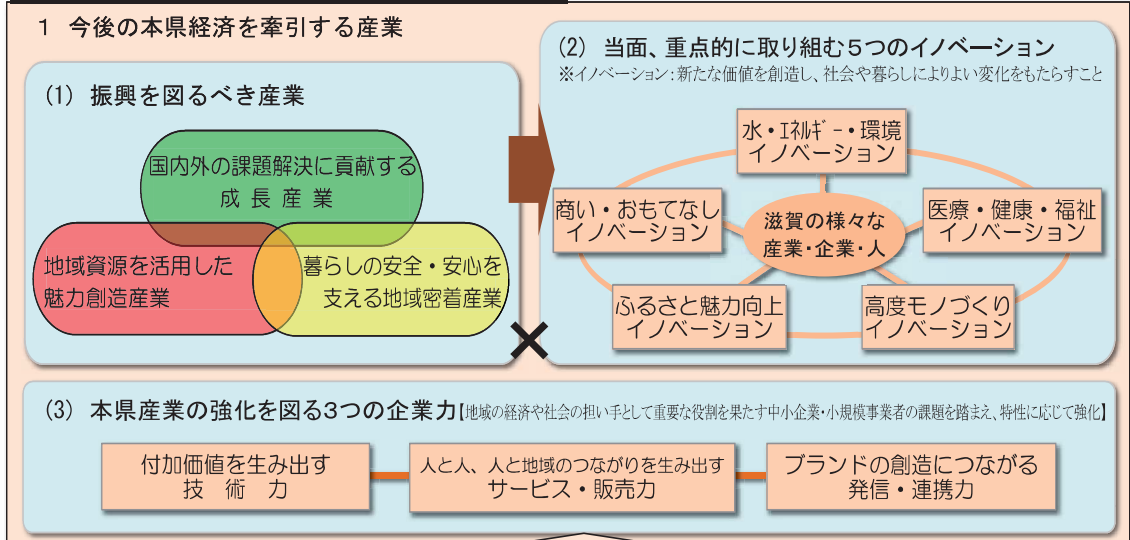 1 今後の本県経済を牽引する産業
(1) 振興を図るべき産業
国内外の課題解決に貢献する
成長産業
地域資源を活用した
魅力創造産業
暮らしの安全・安心を
支える地域密着産業
(2) 当面、重点的に取り組む5つのイノベーション
※イノベーション：新たな価値を創造し、社会や暮らしによりよい変化をもたらすこと
水・ｴﾈﾙｷﾞｰ・環境
イノベーション
商い・おもてなし
イノベーション
滋賀の様々な
産業・企業・人
医療・健康・福祉
イノベーション
ふるさと魅力向上
イノベーション
高度モノづくり
イノベーション
(3) 本県産業の強化を図る3つの企業力【地域の経済や社会の担い手として重要な役割を果たす中小企業・小規模事業者の課題を踏まえ、特性に応じて強化】
付加価値を生み出す
技術力
人と人、人と地域のつながりを生み出す
サービス・販売力
ブランドの創造につながる
発信・連携力